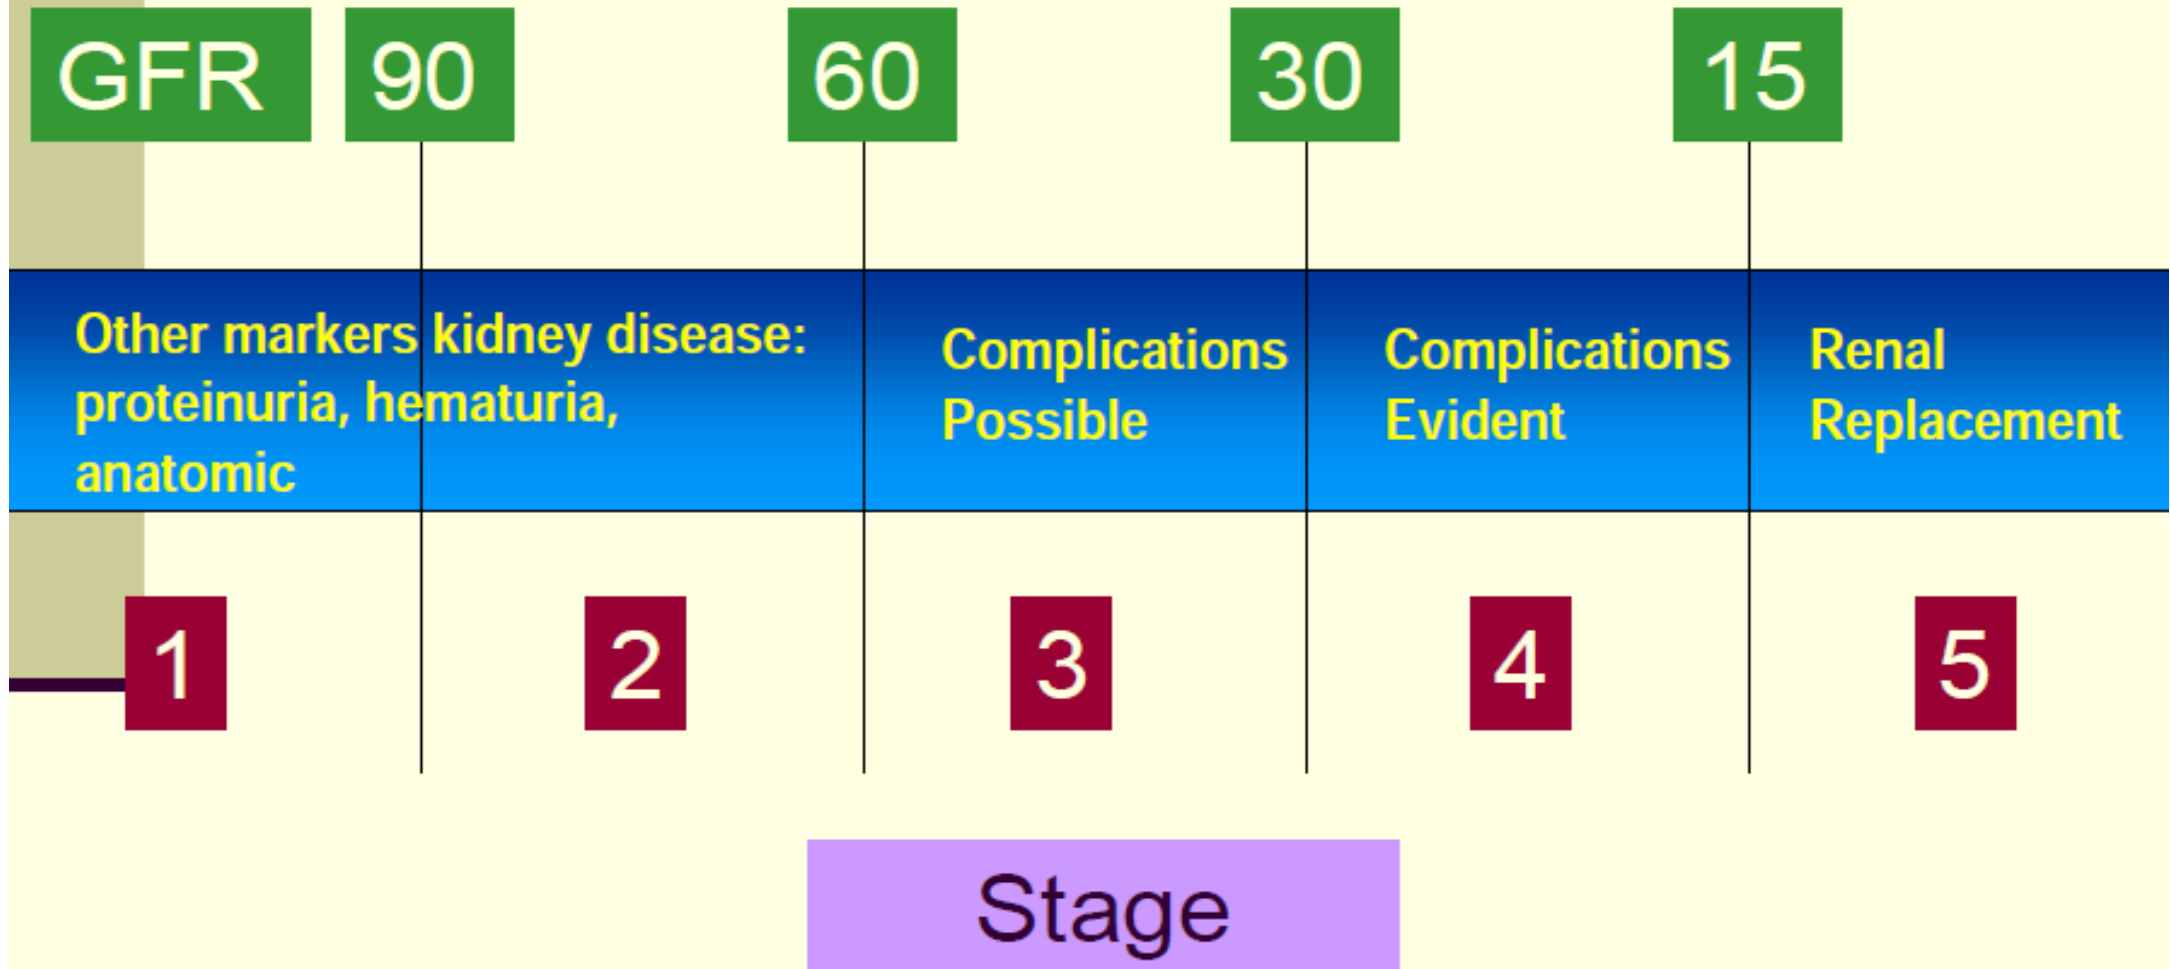 GFR 90 60 30 15
Other markers kidney disease:
proteinuria, hematuria,
anatomic
Complications
Possible
Complications
Evident
Renal
Replacement
1 2 3 4 5
Stage